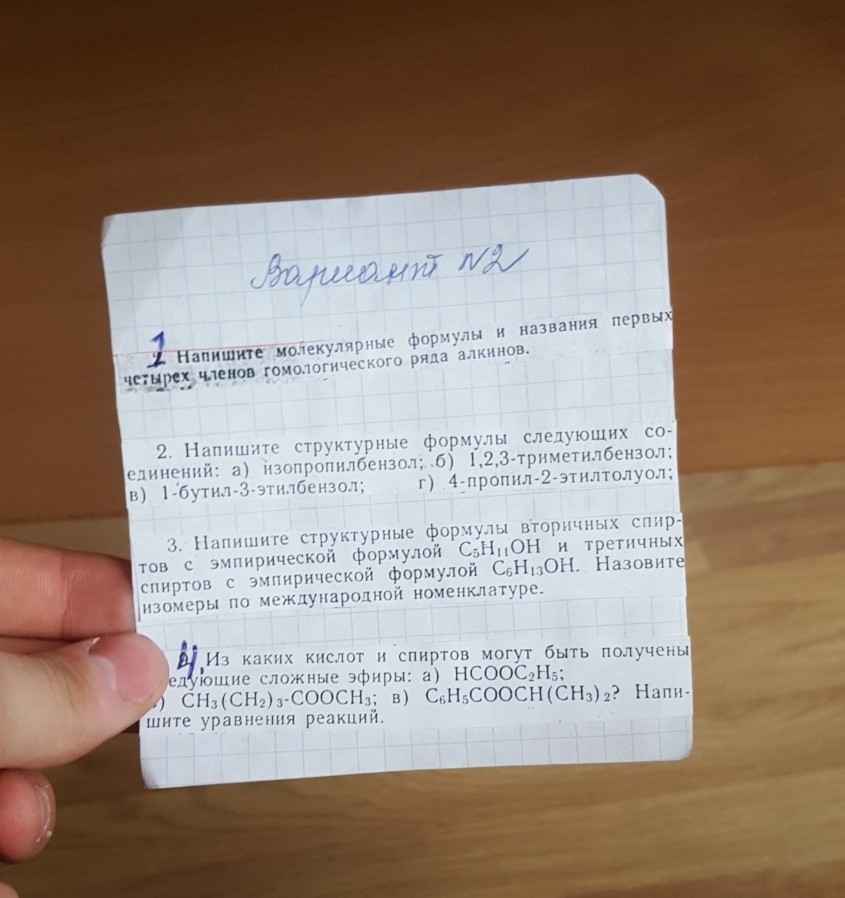 Вариант №2
1 Напишите молекулярные формулы и названия первых
четырех членов гомологического ряда алкинов.
2. Напишите структурные формулы следующих со-
единений: а) изопропилбензол; б) 1,2,3-триметилбензол;
в) 1-бутил-3-этилбензол; г) 4-пропил-2-этилтолуол;
3. Напишите структурные формулы вторичных спир-
тов с эмпирической формулой C₅H₁₁OH и третичных
спиртов с эмпирической формулой C₆H₁₃OH. Назовите
изомеры по международной номенклатуре.
4. Из каких кислот и спиртов могут быть получены
едующие сложные эфиры: а) HCOOC₂H₅;
) CH₃(CH₂)₃-COOCH₃; в) C₆H₅COOCH(CH₃)₂? Напи-
шите уравнения реакций.